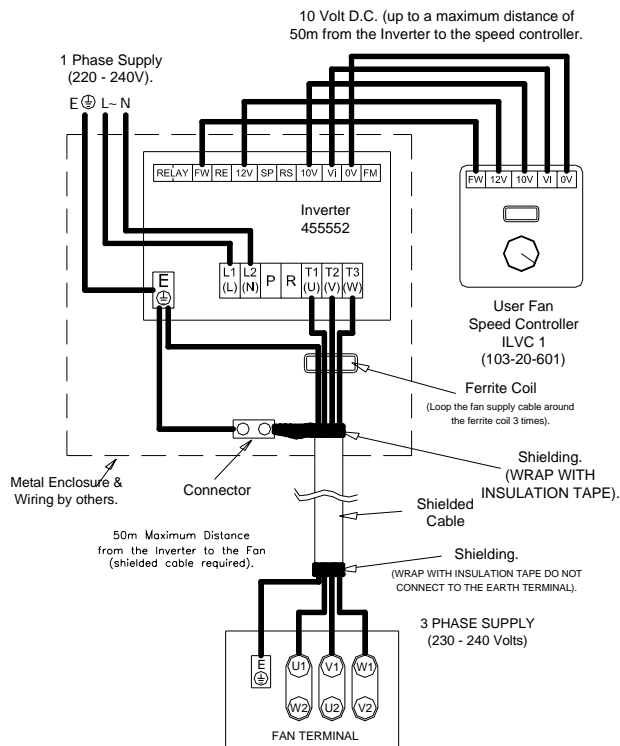 10 Volt D.C. (up to a maximum distance of
50m from the Inverter to the speed controller.
1 Phase Supply
(220 - 240V).
E L~ N
RELAY FW RE 12V SP RS 10V Vi 0V FM
FW 12V 10V VI 0V
Inverter
455552
L1 L2 P R T1 T2 T3
(L) (N) (U) (V) (W)
E
User Fan
Speed Controller
ILVC 1
(103-20-601)
Ferrite Coil
(Loop the fan supply cable around
the ferrite coil 3 times).
Shielding.
(WRAP WITH
INSULATION TAPE).
Metal Enclosure &
Wiring by others.
Connector
Shielded
Cable
50m Maximum Distance
from the Inverter to the Fan
(shielded cable required).
Shielding.
(WRAP WITH INSULATION TAPE DO NOT
CONNECT TO THE EARTH TERMINAL).
3 PHASE SUPPLY
(230 - 240 Volts)
E U1 V1 W1
W2 U2 V2
FAN TERMINAL